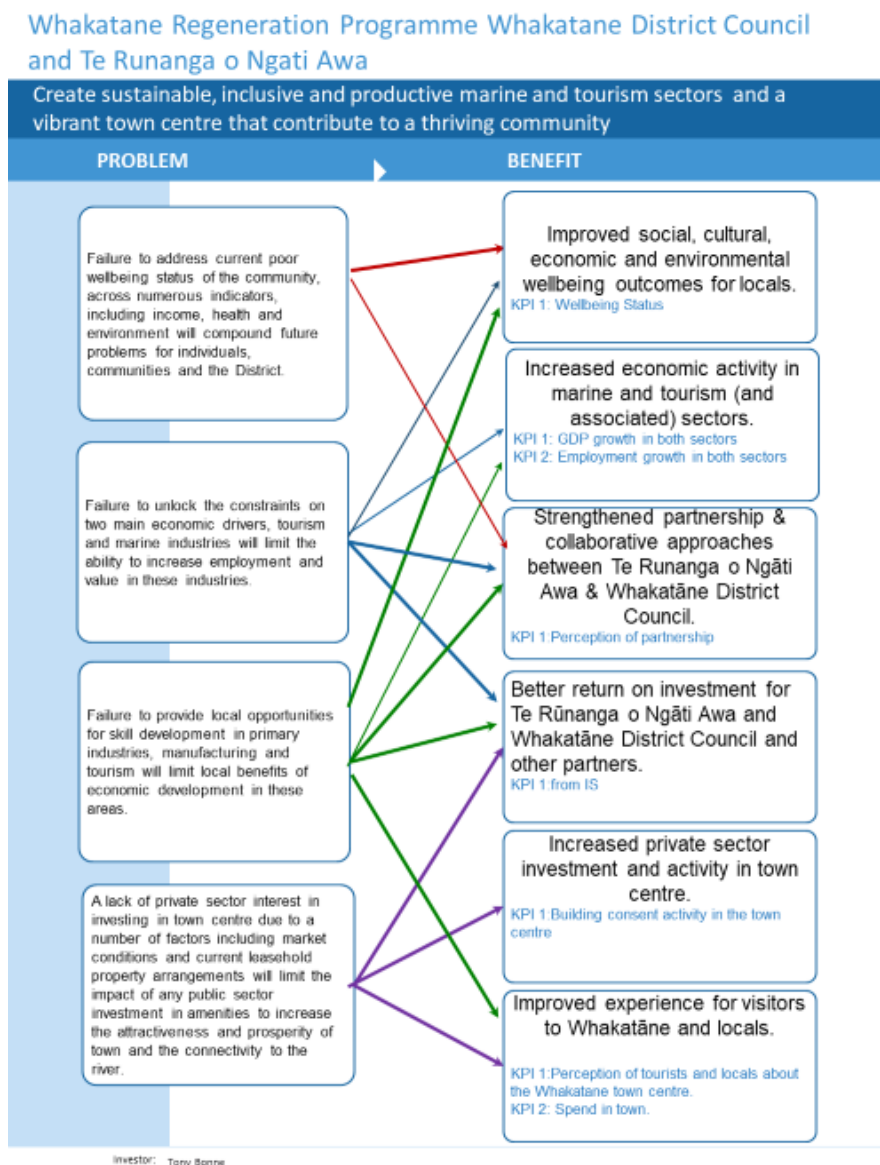 Whakatane Regeneration Programme Whakatane District Council
and Te Runanga o Ngati Awa
Create sustainable, inclusive and productive marine and tourism sectors and a
vibrant town centre that contribute to a thriving community
PROBLEM
BENEFIT
Failure to address current poor
wellbeing status of the community,
across numerous indicators,
including income, health and
environment will compound future
problems for individuals,
communities and the District.
Failure to unlock the constraints on
two main economic drivers, tourism
and marine industries will limit the
ability to increase employment and
value in these industries.
Failure to provide local opportunities
for skill development in primary
industries, manufacturing and
tourism will limit local benefits of
economic development in these
areas.
A lack of private sector interest in
investing in town centre due to a
number of factors including market
conditions and current leasehold
property arrangements will limit the
impact of any public sector
investment in amenities to increase
the attractiveness and prosperity of
town and the connectivity to the
river.
Improved social, cultural,
economic and environmental
wellbeing outcomes for locals.
KPI 1: Wellbeing Status
Increased economic activity in
marine and tourism (and
associated) sectors.
KPI 1: GDP growth in both sectors
KPI 2: Employment growth in both sectors
Strengthened partnership &
collaborative approaches
between Te Runanga o Ngāti
Awa & Whakatāne District
Council.
KPI 1:Perception of partnership
Better return on investment for
Te Rūnanga o Ngāti Awa and
Whakatāne District Council and
other partners.
KPI 1:from IS
Increased private sector
investment and activity in town
centre.
KPI 1:Building consent activity in the town
centre
Improved experience for visitors
to Whakatāne and locals.
KPI 1:Perception of tourists and locals about
the Whakatane town centre.
KPI 2: Spend in town.
Investor: Tony Bonne